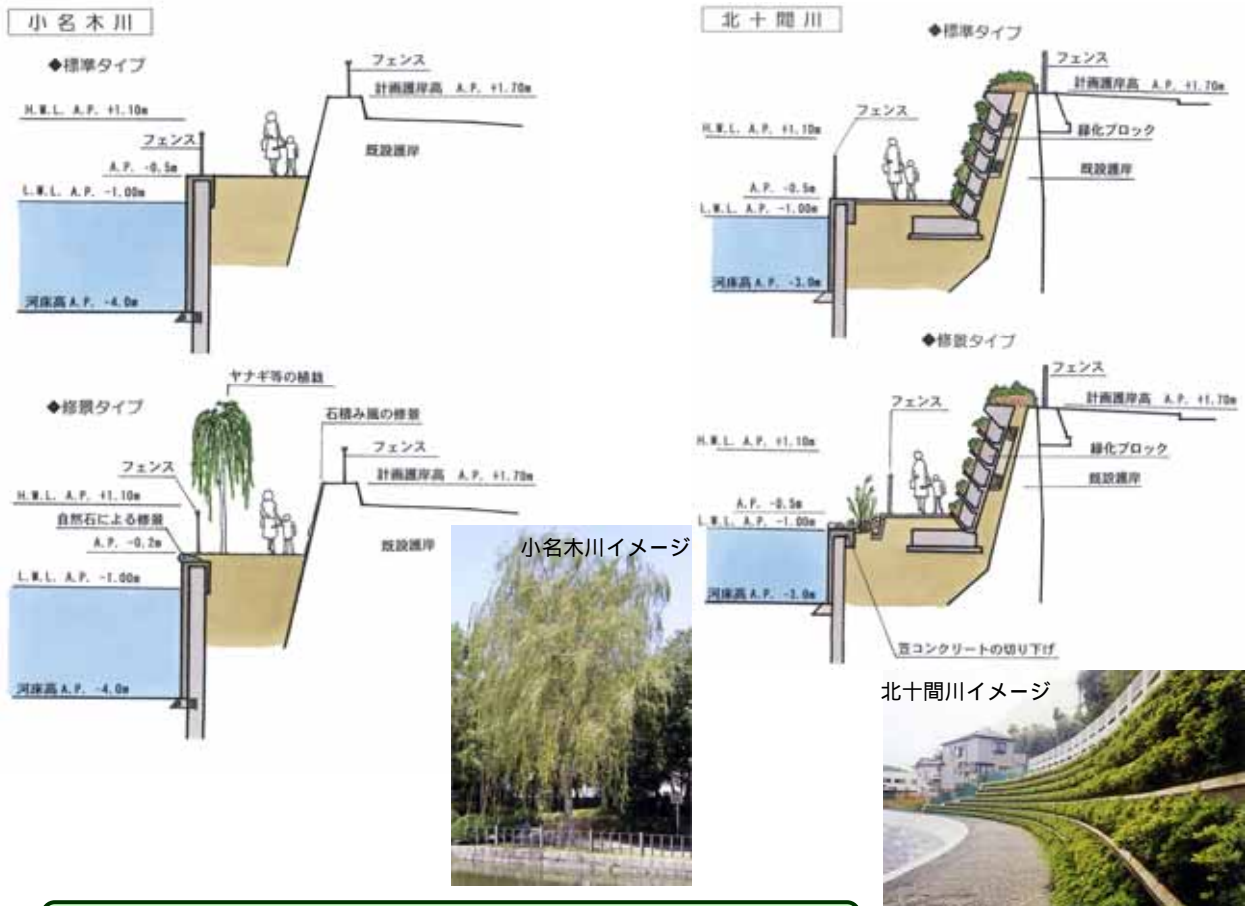 小名木川
◆標準タイプ
フェンス
計画護岸高 A.P. +1.70m
H.W.L. A.P. +1.10m
フェンス
既設護岸
A.P. -0.5m
L.W.L. A.P. -1.00m
河床高 A.P. -4.0m
ヤナギ等の植栽
◆修景タイプ
石積み風の修景
フェンス
フェンス
計画護岸高 A.P. +1.70m
H.W.L. A.P. +1.10m
自然石による修景
A.P. -0.2m
既設護岸
L.W.L. A.P. -1.00m
河床高 A.P. -4.0m
小名木川イメージ
北十間川
◆標準タイプ
フェンス
計画護岸高 A.P. +1.70m
フェンス
H.W.L. A.P. +1.10m
緑化ブロック
既設護岸
A.P. -0.5m
L.W.L. A.P. -1.00m
河床高 A.P. -3.0m
◆修景タイプ
フェンス
フェンス
計画護岸高 A.P. +1.70m
H.W.L. A.P. +1.10m
緑化ブロック
既設護岸
A.P. -0.5m
L.W.L. A.P. -1.00m
河床高 A.P. -3.0m
笠コンクリートの切り下げ
北十間川イメージ